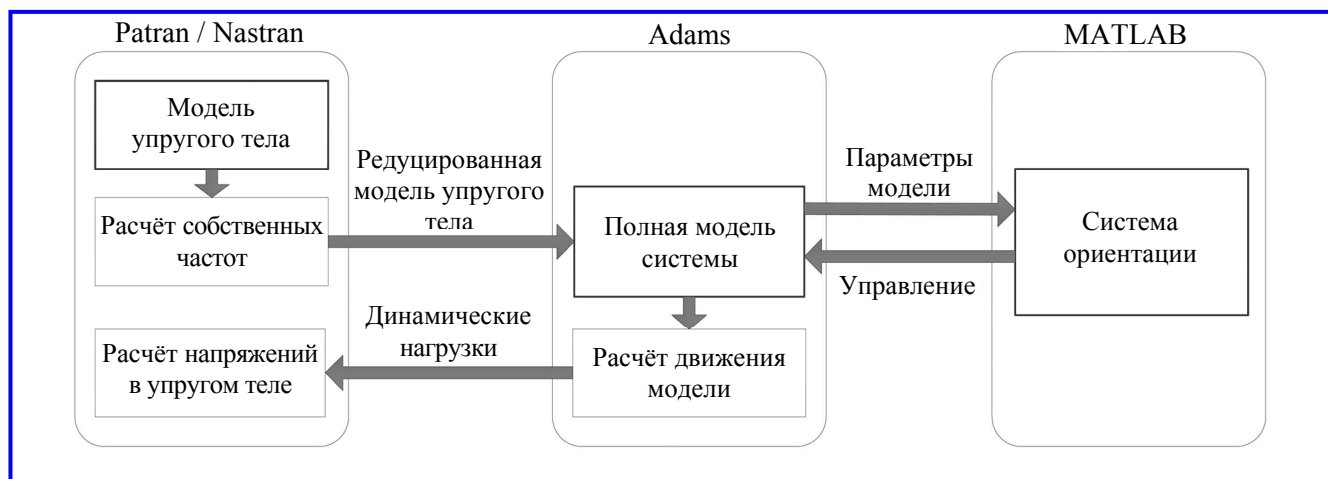 Patran / Nastran
Adams
MATLAB
Модель
упругого тела
Расчёт собственных
частот
Расчёт напряжений
в упругом теле
Редуцированная
модель упругого
тела
Динамические
нагрузки
Полная модель
системы
Расчёт движения
модели
Параметры
модели
Управление
Система
ориентации